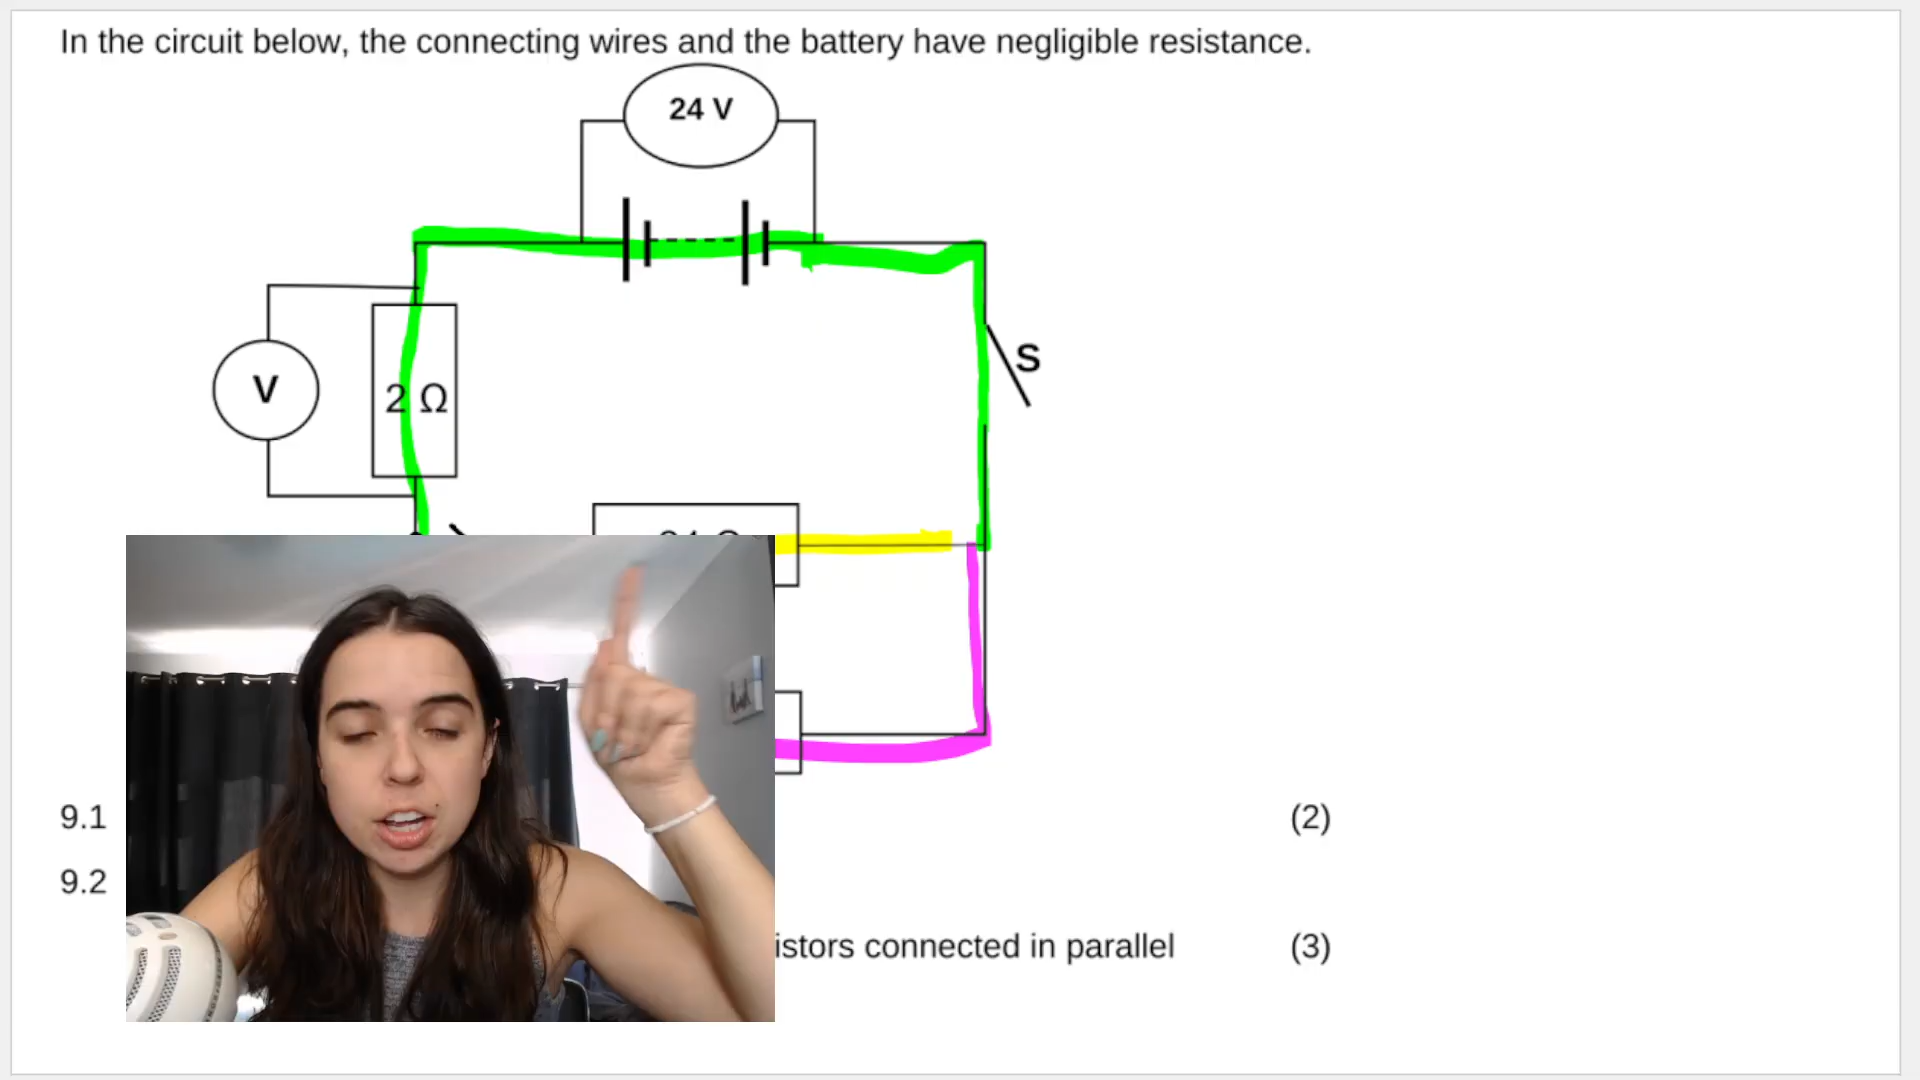 In the circuit below, the connecting wires and the battery have negligible resistance.
24 V
S
V
2 Ω
9.1 (2)
9.2
istors connected in parallel (3)